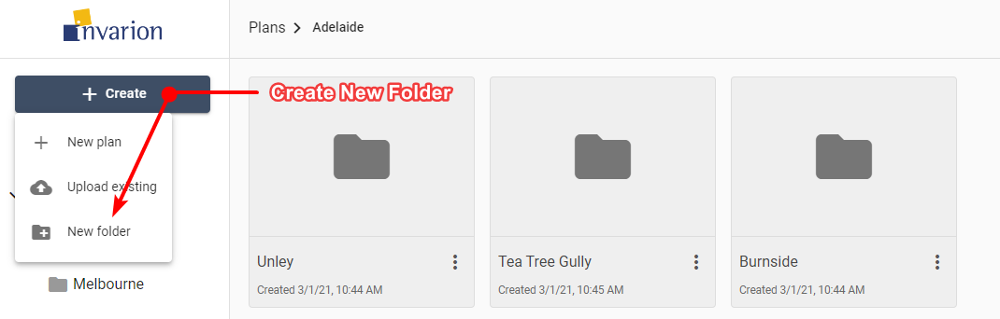 invarion
Plans > Adelaide
+ Create
Create New Folder
New plan
Upload existing
New folder
Melbourne
Unley
Created 3/1/21, 10:44 AM
Tea Tree Gully
Created 3/1/21, 10:45 AM
Burnside
Created 3/1/21, 10:44 AM